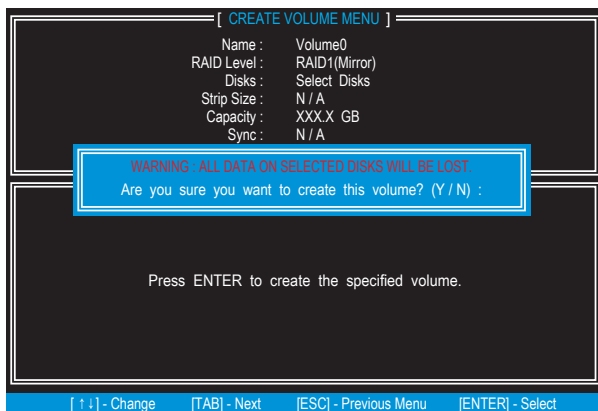 [ CREATE VOLUME MENU ]
Name : Volume0
RAID Level : RAID1(Mirror)
Disks : Select Disks
Strip Size : N / A
Capacity : XXX.X GB
Sync : N / A
WARNING : ALL DATA ON SELECTED DISKS WILL BE LOST.
Are you sure you want to create this volume? (Y / N) :
Press ENTER to create the specified volume.
[ ↑↓] - Change [TAB] - Next [ESC] - Previous Menu [ENTER] - Select